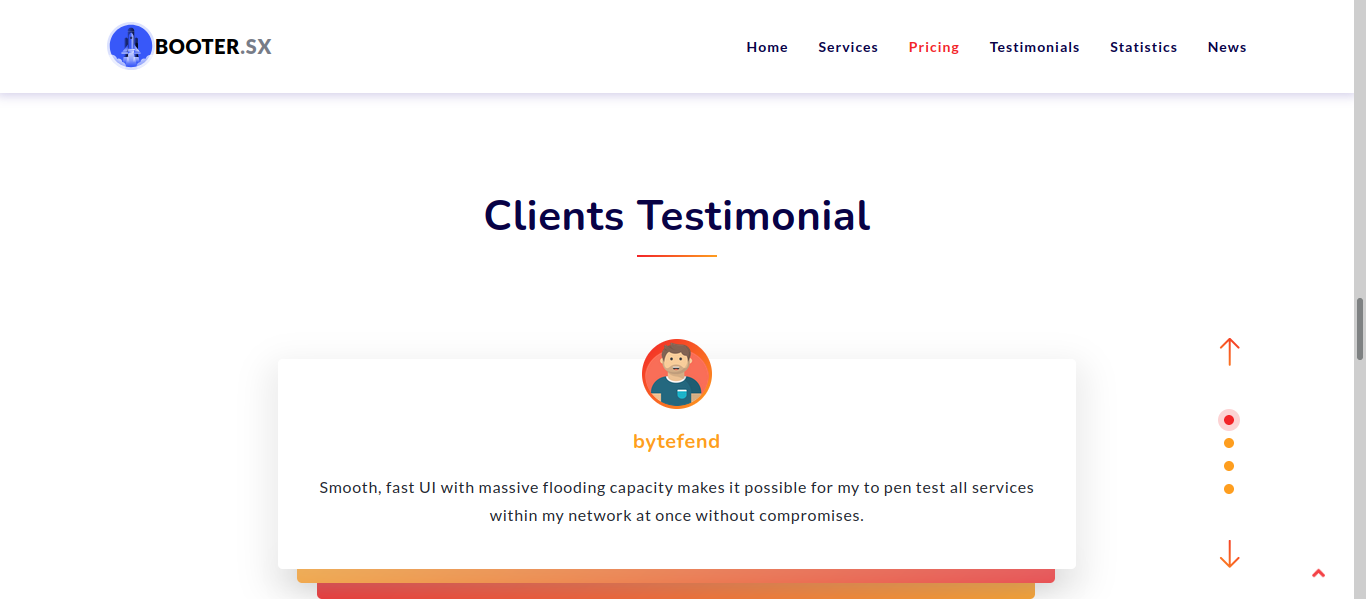 BOOTER.SX
Home Services Pricing Testimonials Statistics News
Clients Testimonial
bytefend
Smooth, fast UI with massive flooding capacity makes it possible for my to pen test all services
within my network at once without compromises.